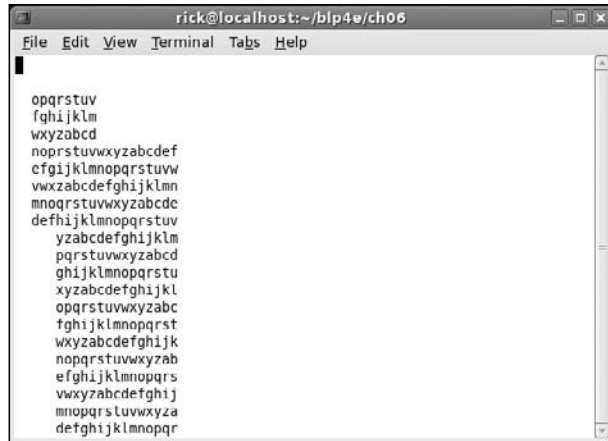 rick@localhost:~/blp4e/ch06
File Edit View Terminal Tabs Help
opqrstuv
fghijklm
wxyzabcd
noprstuvwxyzabcdef
efgijklmnopqrstuvw
vwxzabcdefghijklmn
mnoqrstuvwxyzabcde
defhijklmnopqrstuv
yzabcdefghijklm
pqrstuvwxyzabcd
ghijklmnopqrstu
xyzabcdefghijkl
opqrstuvwxyzabc
fghijklmnopqrst
wxyzabcdefghijk
nopqrstuvwxyzab
efghijklmnopqrs
vwxyzabcdefghij
mnopqrstuvwxyza
defghijklmnopqr